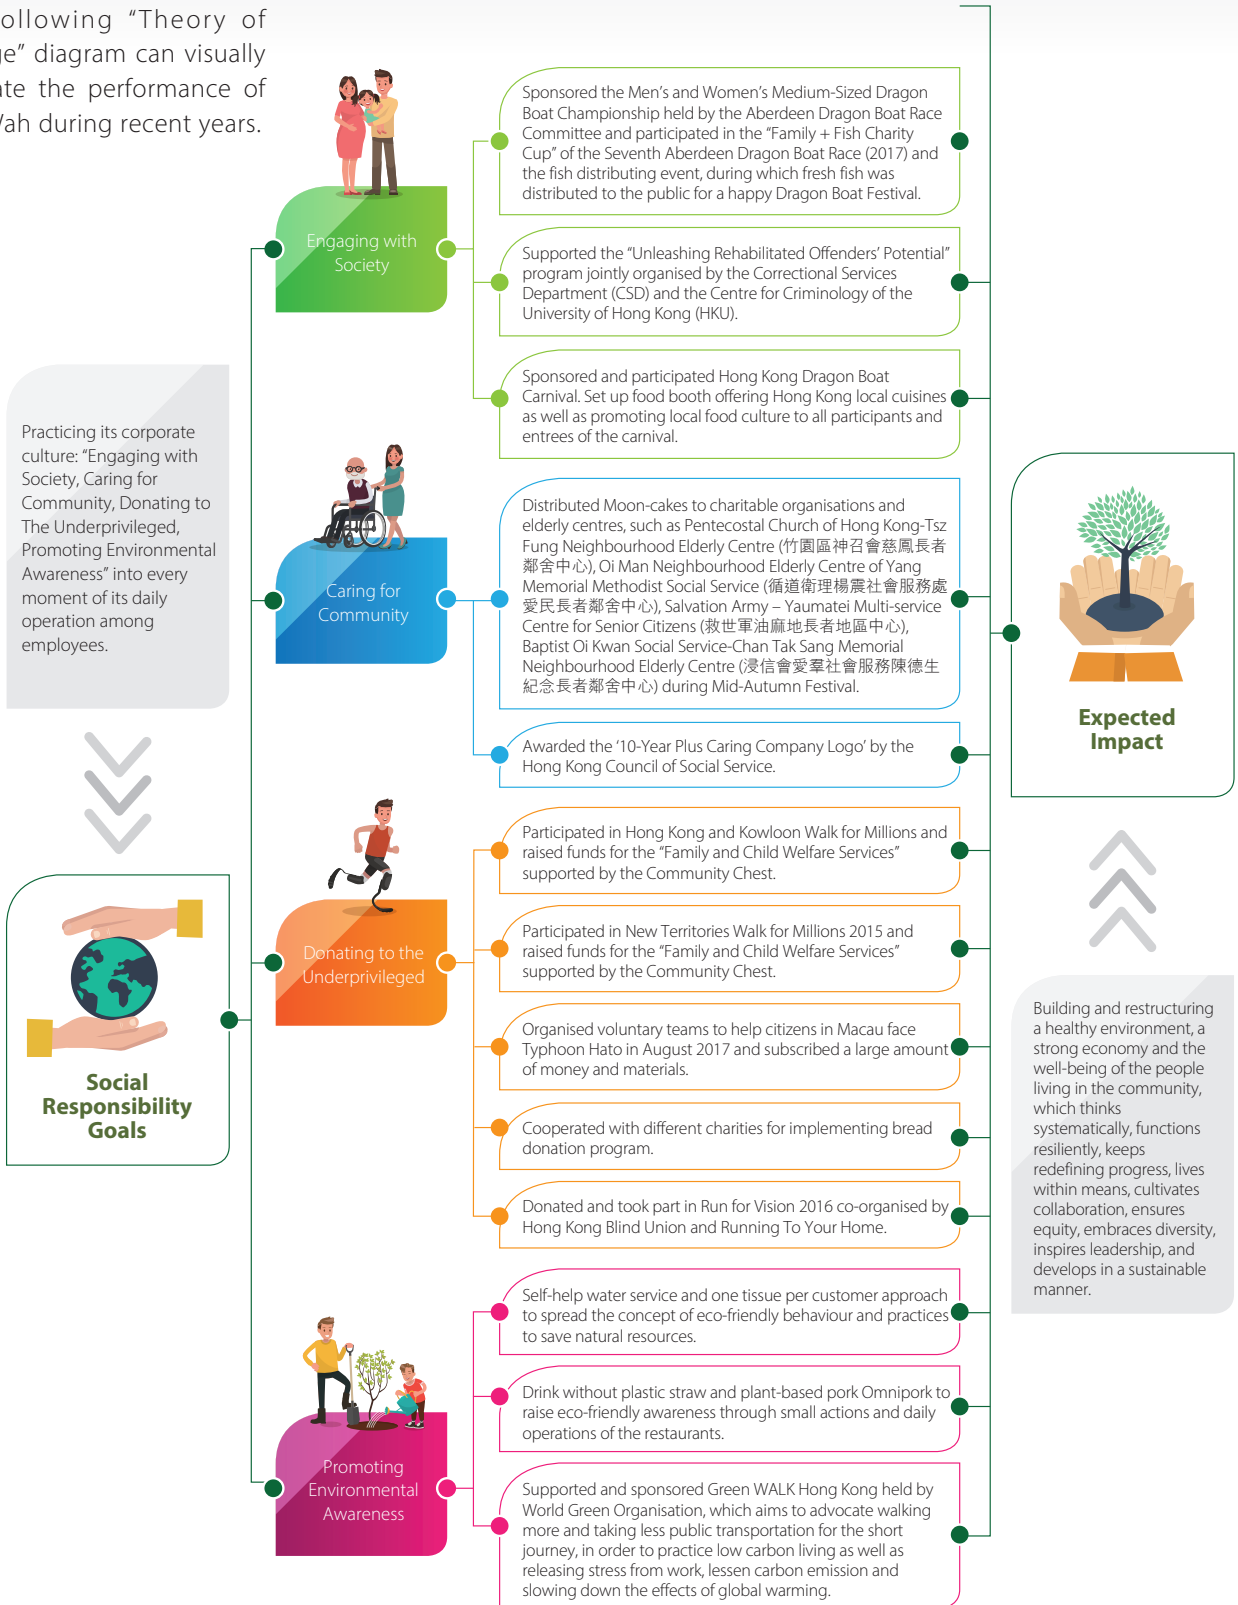 ollowing “Theory of
diagram can visually
the performance of
during recent years.
Engaging with
Society
Sponsored the Men’s and Women’s Medium-Sized Dragon
Boat Championship held by the Aberdeen Dragon Boat Race
Committee and participated in the “Family + Fish Charity
Cup” of the Seventh Aberdeen Dragon Boat Race (2017) and
the fish distributing event, during which fresh fish was
distributed to the public for a happy Dragon Boat Festival.
Supported the “Unleashing Rehabilitated Offenders’ Potential”
program jointly organised by the Correctional Services
Department (CSD) and the Centre for Criminology of the
University of Hong Kong (HKU).
Sponsored and participated Hong Kong Dragon Boat
Carnival. Set up food booth offering Hong Kong local cuisines
as well as promoting local food culture to all participants and
entrees of the carnival.
Practicing its corporate
culture: “Engaging with
Society, Caring for
Community, Donating to
The Underprivileged,
Promoting Environmental
Awareness” into every
moment of its daily
operation among
employees.
Social
Responsibility
Goals
Caring for
Community
Distributed Moon-cakes to charitable organisations and
elderly centres, such as Pentecostal Church of Hong Kong-Tsz
Fung Neighbourhood Elderly Centre (竹園區神召會慈鳳長者
鄰舍中心), Oi Man Neighbourhood Elderly Centre of Yang
Memorial Methodist Social Service (循道衛理楊震社會服務處
愛民長者鄰舍中心), Salvation Army – Yaumatei Multi-service
Centre for Senior Citizens (救世軍油麻地長者地區中心),
Baptist Oi Kwan Social Service-Chan Tak Sang Memorial
Neighbourhood Elderly Centre (浸信會愛羣社會服務陳德生
紀念長者鄰舍中心) during Mid-Autumn Festival.
Awarded the ‘10-Year Plus Caring Company Logo’ by the
Hong Kong Council of Social Service.
Donating to the
Underprivileged
Participated in Hong Kong and Kowloon Walk for Millions and
raised funds for the “Family and Child Welfare Services”
supported by the Community Chest.
Participated in New Territories Walk for Millions 2015 and
raised funds for the “Family and Child Welfare Services”
supported by the Community Chest.
Organised voluntary teams to help citizens in Macau face
Typhoon Hato in August 2017 and subscribed a large amount
of money and materials.
Cooperated with different charities for implementing bread
donation program.
Donated and took part in Run for Vision 2016 co-organised by
Hong Kong Blind Union and Running To Your Home.
Promoting
Environmental
Awareness
Self-help water service and one tissue per customer approach
to spread the concept of eco-friendly behaviour and practices
to save natural resources.
Drink without plastic straw and plant-based pork Omnipork to
raise eco-friendly awareness through small actions and daily
operations of the restaurants.
Supported and sponsored Green WALK Hong Kong held by
World Green Organisation, which aims to advocate walking
more and taking less public transportation for the short
journey, in order to practice low carbon living as well as
releasing stress from work, lessen carbon emission and
slowing down the effects of global warming.
Expected
Impact
Building and restructuring
a healthy environment, a
strong economy and the
well-being of the people
living in the community,
which thinks
systematically, functions
resiliently, keeps
redefining progress, lives
within means, cultivates
collaboration, ensures
equity, embraces diversity,
inspires leadership, and
develops in a sustainable
manner.